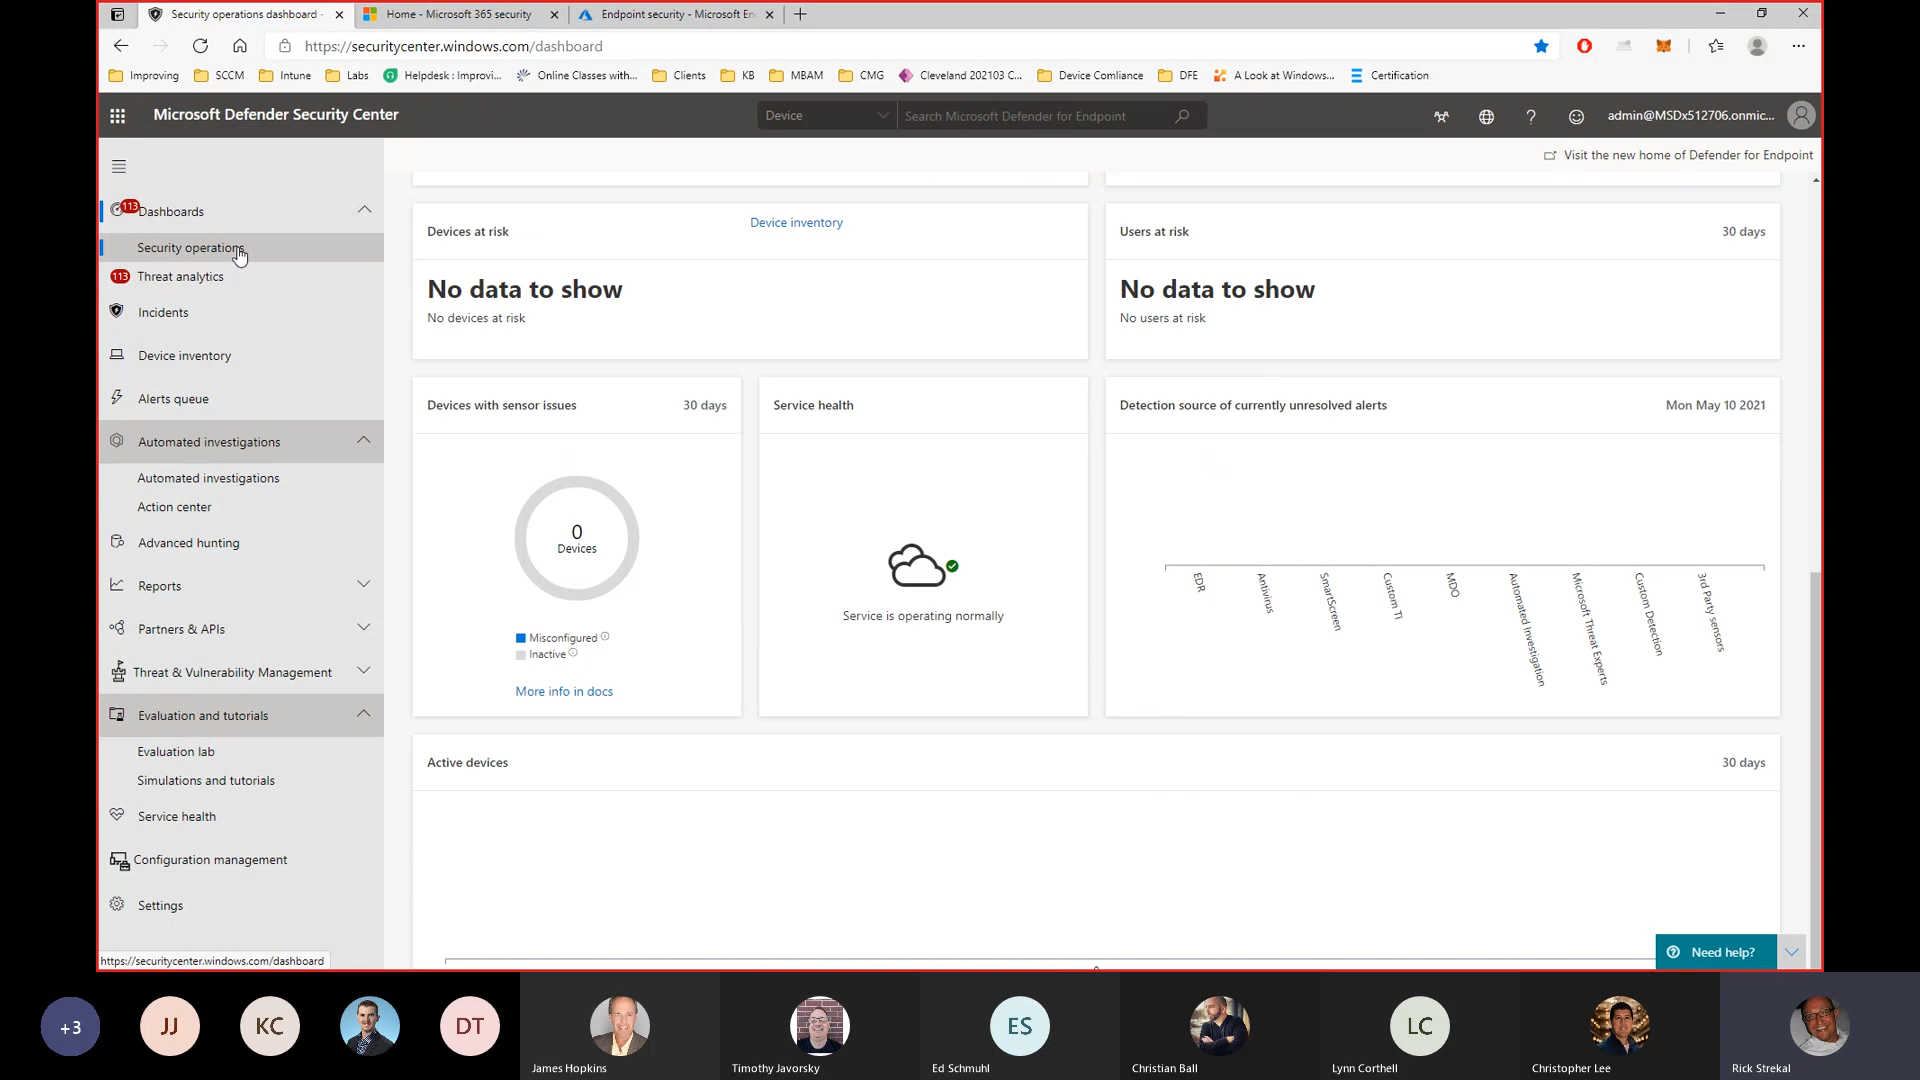 Security operations dashboard -
Home - Microsoft 365 security
Endpoint security - Microsoft En
https://securitycenter.windows.com/dashboard
Improving
SCCM
Intune
Labs
Helpdesk : Improvi...
Online Classes with...
Clients
KB
MBAM
CMG
Cleveland 202103 C...
Device Comliance
DFE
A Look at Windows...
Certification
Microsoft Defender Security Center
Device
Search Microsoft Defender for Endpoint
?
admin@MSDx512706.onmic...
Visit the new home of Defender for Endpoint
113
Dashboards
Security operations
113
Threat analytics
Incidents
Device inventory
Alerts queue
Automated investigations
Automated investigations
Action center
Advanced hunting
Reports
Partners & APIs
Threat & Vulnerability Management
Evaluation and tutorials
Evaluation lab
Simulations and tutorials
Service health
Configuration management
Settings
https://securitycenter.windows.com/dashboard
Devices at risk
Device inventory
No data to show
No devices at risk
Users at risk
30 days
No data to show
No users at risk
Devices with sensor issues
30 days
0
Devices
Misconfigured
Inactive
More info in docs
Service health
Service is operating normally
Detection source of currently unresolved alerts
Mon May 10 2021
EDR
Antivirus
SmartScreen
Custom TI
MDO
Automated Investigation
Microsoft Threat Experts
Custom Detection
3rd Party sensors
Active devices
30 days
Need help?
+3
JJ
KC
DT
James Hopkins
Timothy Javorsky
ES
Ed Schmuhl
Christian Ball
LC
Lynn Corthell
Christopher Lee
Rick Strekal